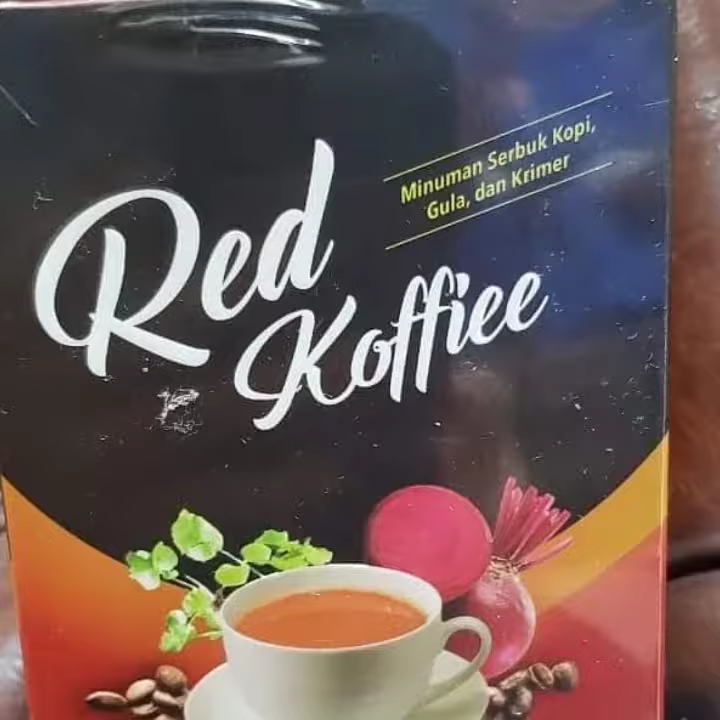 Red
Koffiee
Minuman Serbuk Kopi,
Gula, dan Krimer